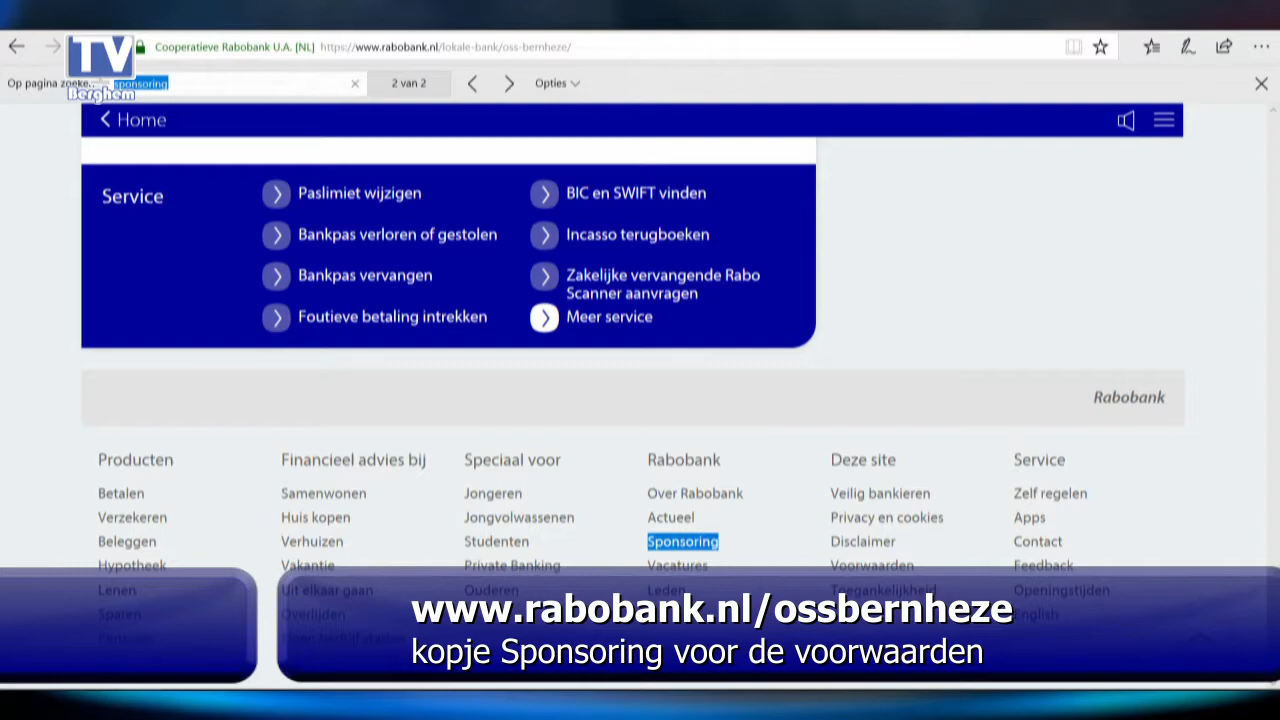 TV
Berghem
Cooperatieve Rabobank U.A. [NL] https://www.rabobank.nl/lokale-bank/oss-bernheze/
Op pagina zoeke... sponsoring
2 van 2
Opties
Home
Service
Paslimiet wijzigen
BIC en SWIFT vinden
Bankpas verloren of gestolen
Incasso terugboeken
Bankpas vervangen
Zakelijke vervangende Rabo
Scanner aanvragen
Foutieve betaling intrekken
Meer service
Rabobank
Producten Financieel advies bij Speciaal voor Rabobank Deze site Service
Betalen Samenwonen Jongeren Over Rabobank Veilig bankieren Zelf regelen
Verzekeren Huis kopen Jongvolwassenen Actueel Privacy en cookies Apps
Beleggen Verhuizen Studenten Sponsoring Disclaimer Contact
Hypotheek Vakantie Private Banking Vacatures Voorwaarden Feedback
Lenen Uit elkaar gaan Ouderen Leden Toegankelijkheid Openingstijden
Sparen Overlijden English
www.rabobank.nl/ossbernheze
kopje Sponsoring voor de voorwaarden